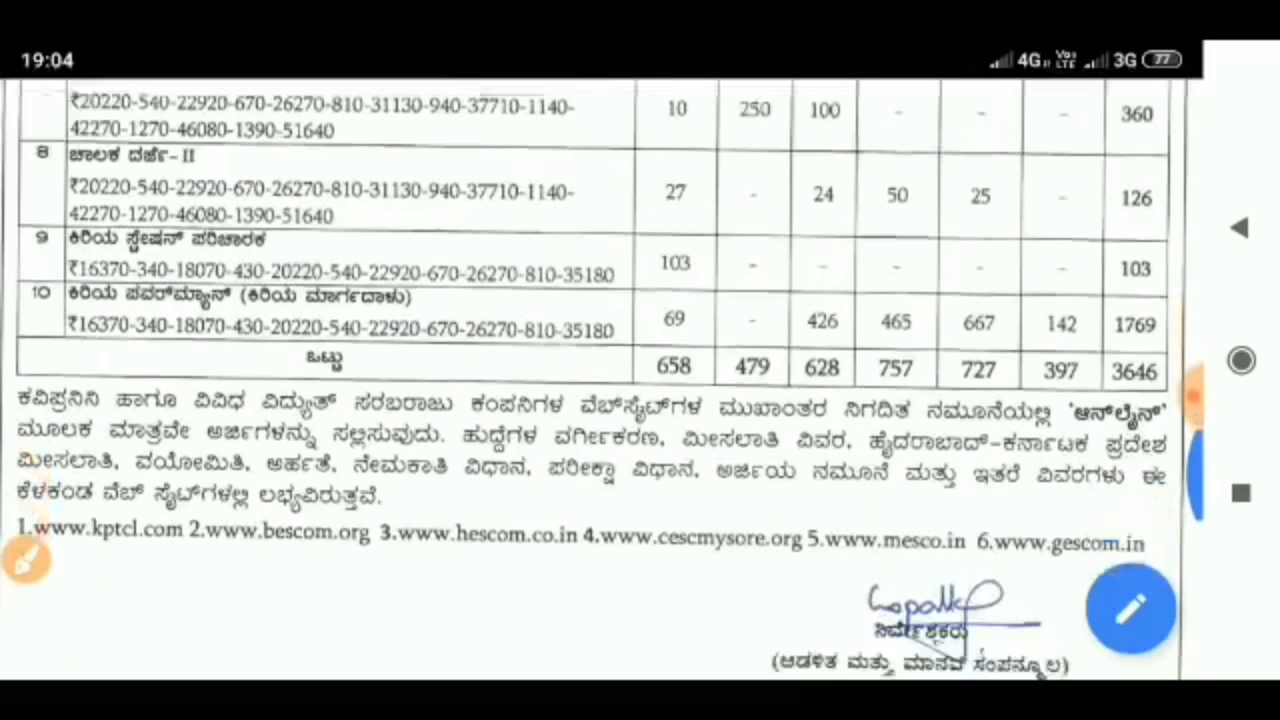 19:04 4G VoLTE 3G 77
₹20220-540-22920-670-26270-810-31130-940-37710-1140- 10 250 100 - - - 360
42270-1270-46080-1390-51640
8 ಚಾಲಕ ದರ್ಜೆ-II
₹20220-540-22920-670-26270-810-31130-940-37710-1140- 27 - 24 50 25 - 126
42270-1270-46080-1390-51640
9 ಕಿರಿಯ ಸ್ಟೇಷನ್ ಪರಿಚಾರಕ
₹16370-340-18070-430-20220-540-22920-670-26270-810-35180 103 - - - - - 103
10 ಕಿರಿಯ ಪವರ್‌ಮ್ಯಾನ್ (ಕಿರಿಯ ಮಾರ್ಗದಾಳು)
₹16370-340-18070-430-20220-540-22920-670-26270-810-35180 69 - 426 465 667 142 1769
ಒಟ್ಟು 658 479 628 757 727 397 3646
ಕವಿಪ್ರನಿನಿ ಹಾಗೂ ವಿವಿಧ ವಿದ್ಯುತ್ ಸರಬರಾಜು ಕಂಪನಿಗಳ ವೆಬ್‌ಸೈಟ್‌ಗಳ ಮುಖಾಂತರ ನಿಗದಿತ ನಮೂನೆಯಲ್ಲಿ 'ಆನ್‌ಲೈನ್'
ಮೂಲಕ ಮಾತ್ರವೇ ಅರ್ಜಿಗಳನ್ನು ಸಲ್ಲಿಸುವುದು. ಹುದ್ದೆಗಳ ವರ್ಗೀಕರಣ, ಮೀಸಲಾತಿ ವಿವರ, ಹೈದರಾಬಾದ್-ಕರ್ನಾಟಕ ಪ್ರದೇಶ
ಮೀಸಲಾತಿ, ವಯೋಮಿತಿ, ಅರ್ಹತೆ, ನೇಮಕಾತಿ ವಿಧಾನ, ಪರೀಕ್ಷಾ ವಿಧಾನ, ಅರ್ಜಿಯ ನಮೂನೆ ಮತ್ತು ಇತರೆ ವಿವರಗಳು ಈ
ಕೆಳಕಂಡ ವೆಬ್ ಸೈಟ್‌ಗಳಲ್ಲಿ ಲಭ್ಯವಿರುತ್ತವೆ.
1.www.kptcl.com 2.www.bescom.org 3.www.hescom.co.in 4.www.cescmysore.org 5.www.mesco.in 6.www.gescom.in
ನಿರ್ದೇಶಕರು
(ಆಡಳಿತ ಮತ್ತು ಮಾನವ ಸಂಪನ್ಮೂಲ)